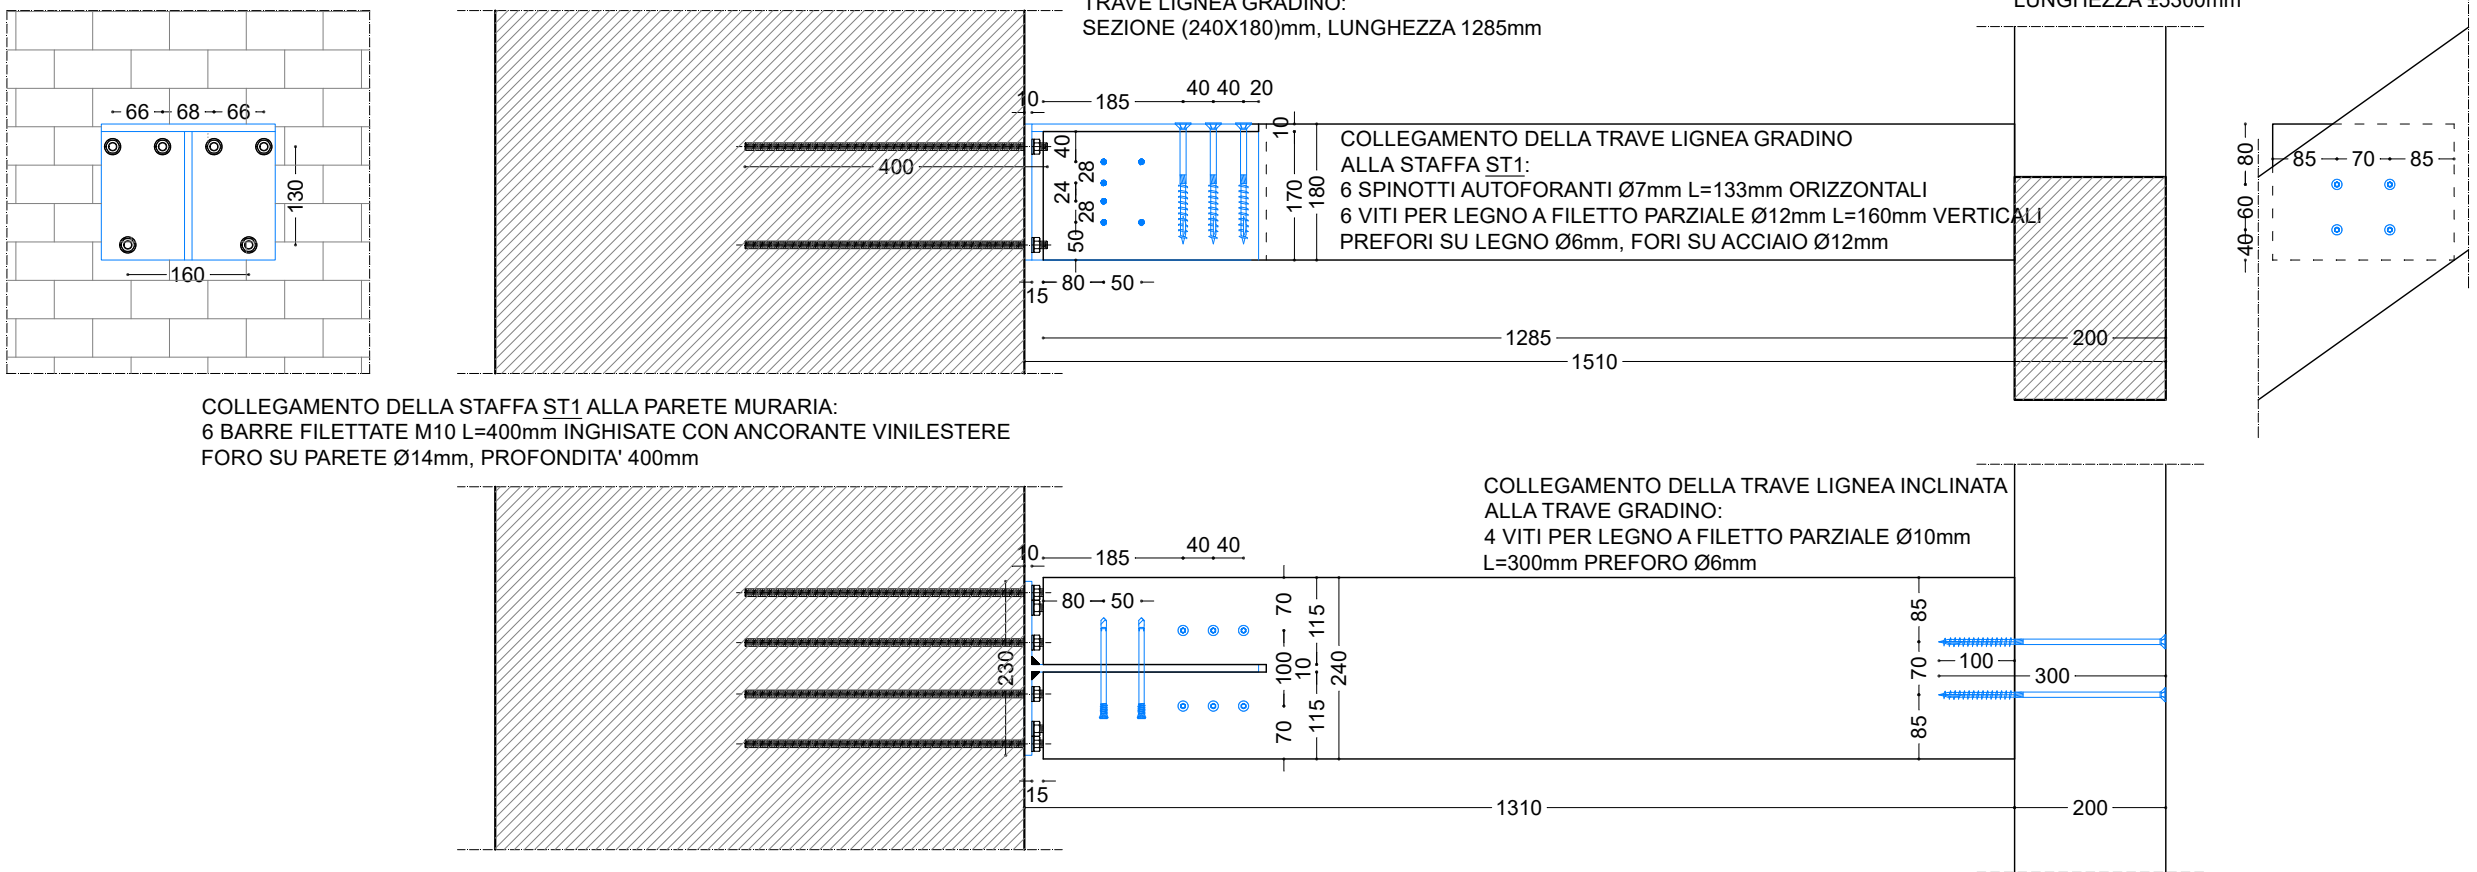 TRAVE LIGNEA GRADINO:
SEZIONE (240X180)mm, LUNGHEZZA 1285mm
LUNGHEZZA ±5300mm
66 68 66
130
160
400
10 185 40 40 20
10
40
28
24
28
50
170
180
15 80 50
COLLEGAMENTO DELLA TRAVE LIGNEA GRADINO
ALLA STAFFA ST1:
6 SPINOTTI AUTOFORANTI Ø7mm L=133mm ORIZZONTALI
6 VITI PER LEGNO A FILETTO PARZIALE Ø12mm L=160mm VERTICALI
PREFORI SU LEGNO Ø6mm, FORI SU ACCIAIO Ø12mm
1285 200
1510
80
60
40
85 70 85
COLLEGAMENTO DELLA STAFFA ST1 ALLA PARETE MURARIA:
6 BARRE FILETTATE M10 L=400mm INGHISATE CON ANCORANTE VINILESTERE
FORO SU PARETE Ø14mm, PROFONDITA' 400mm
COLLEGAMENTO DELLA TRAVE LIGNEA INCLINATA
ALLA TRAVE GRADINO:
4 VITI PER LEGNO A FILETTO PARZIALE Ø10mm
L=300mm PREFORO Ø6mm
10 185 40 40
80 50
230
70
100
70
115
10
115
240
85
70
85
100
300
15
1310 200